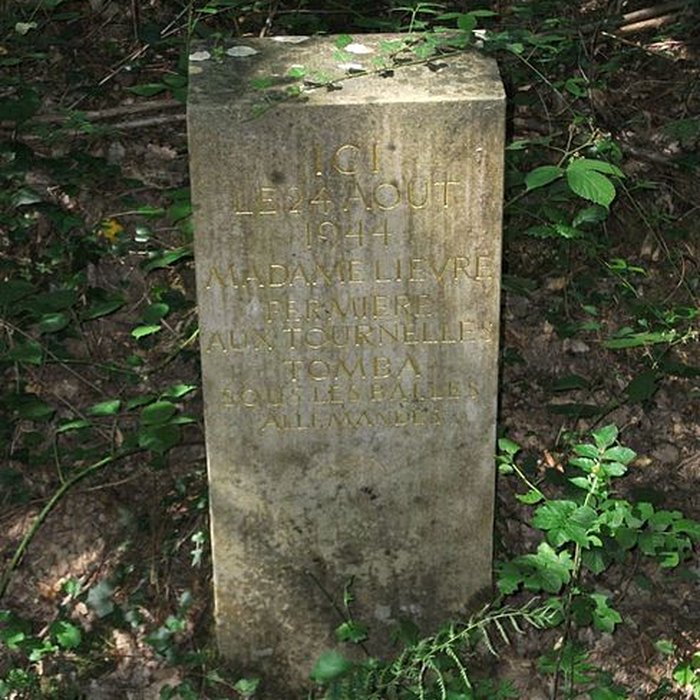 ICI
LE 24 AOUT
1944
MADAME LIEVRE
FERMIERE
AUX TOURNELLES
TOMBA
SOUS LES BALLES
ALLEMANDES